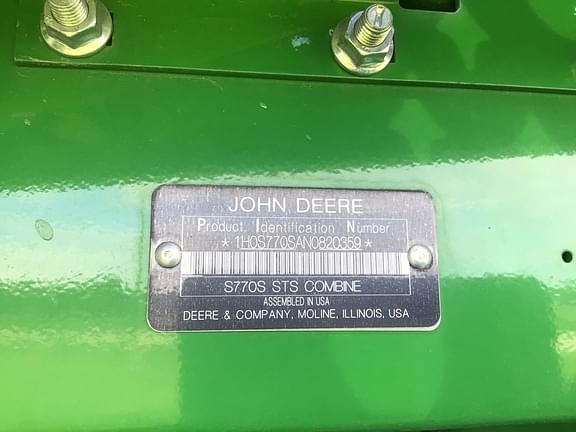 JOHN DEERE
Product Identification Number
*1H0S770SAN0820359*
S770S STS COMBINE
ASSEMBLED IN USA
DEERE & COMPANY, MOLINE, ILLINOIS, USA